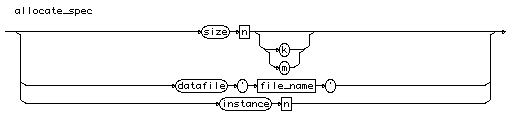 allocate_spec
size n
k
m
datafile ' file_name '
instance n